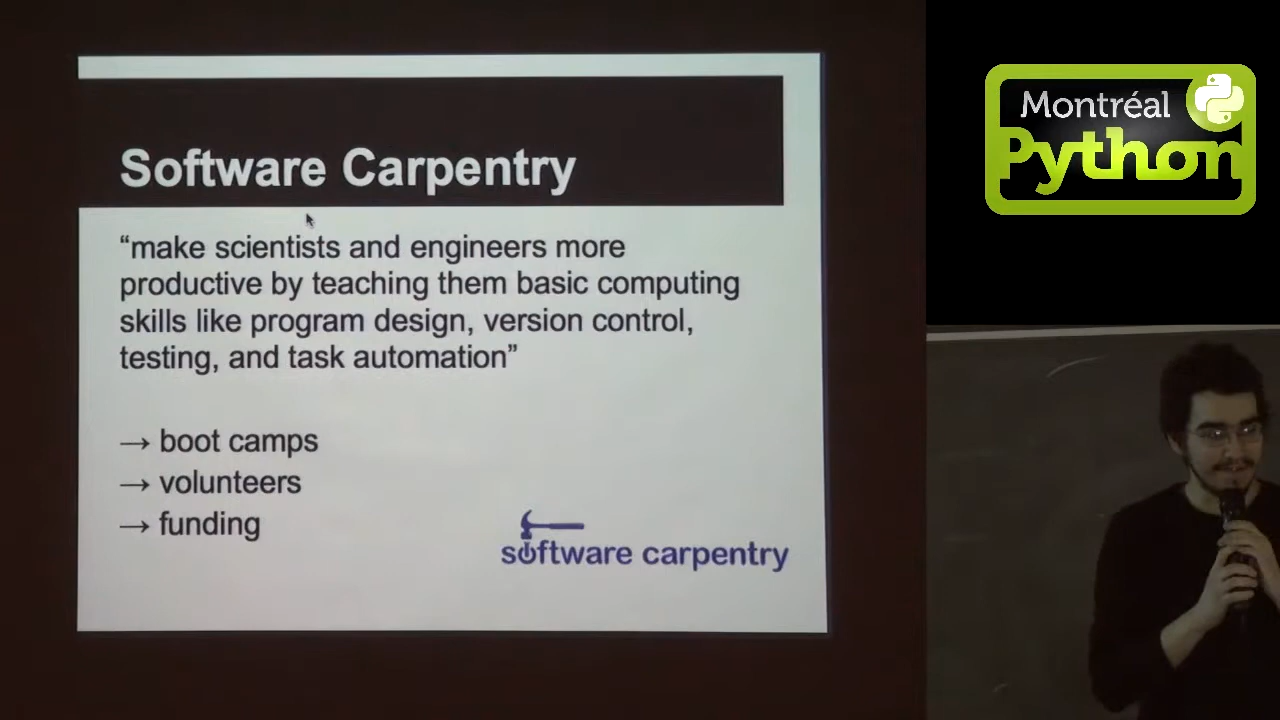 Software Carpentry
“make scientists and engineers more
productive by teaching them basic computing
skills like program design, version control,
testing, and task automation”
→ boot camps
→ volunteers
→ funding
software carpentry
Montréal
Python